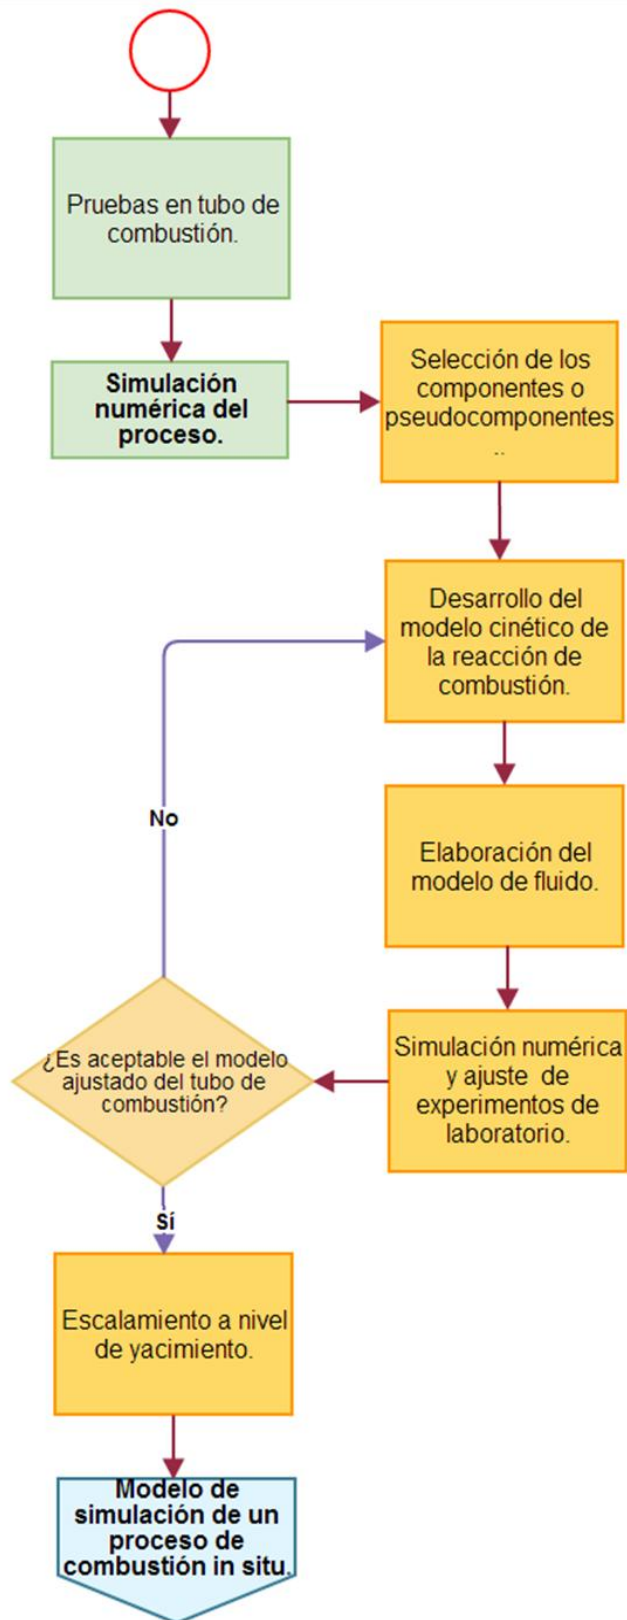 Pruebas en tubo de
combustión.
Simulación
numérica del
proceso.
Selección de los
componentes o
pseudocomponentes
..
Desarrollo del
modelo cinético de
la reacción de
combustión.
No
Elaboración del
modelo de fluido.
Simulación numérica
y ajuste de
experimentos de
laboratorio.
¿Es aceptable el modelo
ajustado del tubo de
combustión?
Sí
Escalamiento a nivel
de yacimiento.
Modelo de
simulación de un
proceso de
combustión in situ.